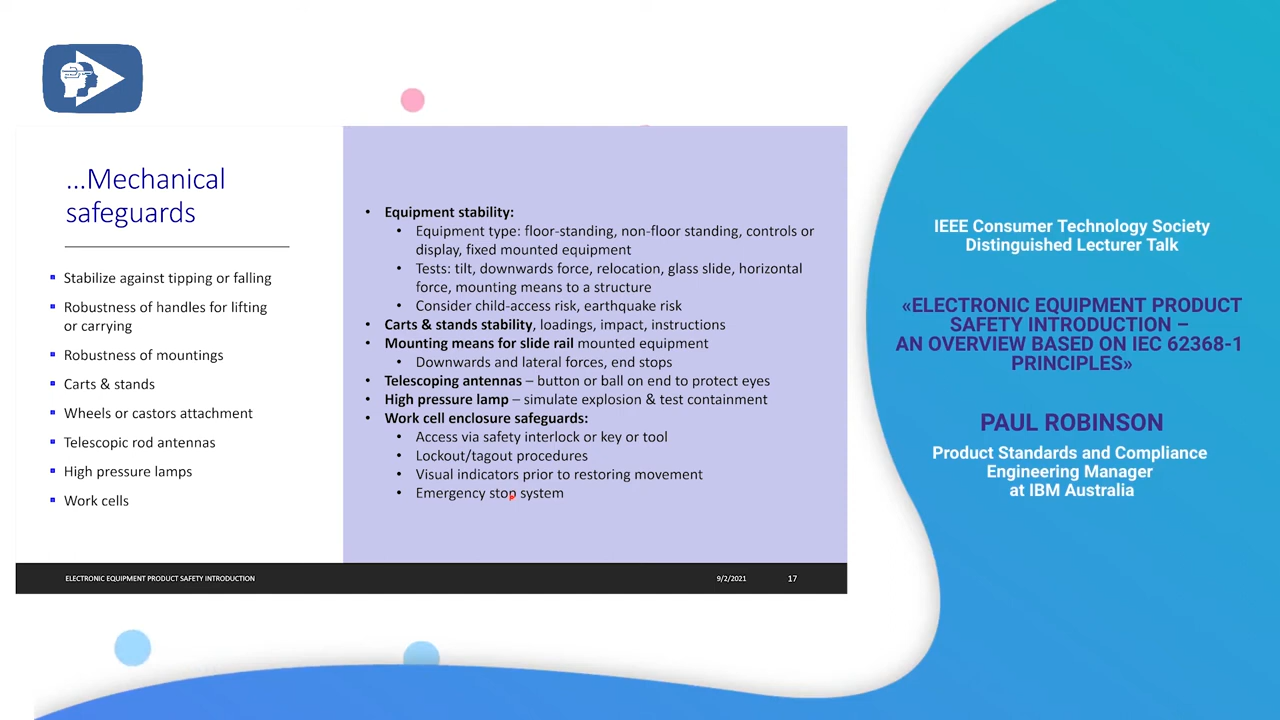 ...Mechanical
safeguards
Stabilize against tipping or falling
Robustness of handles for lifting
or carrying
Robustness of mountings
Carts & stands
Wheels or castors attachment
Telescopic rod antennas
High pressure lamps
Work cells
• Equipment stability:
• Equipment type: floor-standing, non-floor standing, controls or
display, fixed mounted equipment
• Tests: tilt, downwards force, relocation, glass slide, horizontal
force, mounting means to a structure
• Consider child-access risk, earthquake risk
• Carts & stands stability, loadings, impact, instructions
• Mounting means for slide rail mounted equipment
• Downwards and lateral forces, end stops
• Telescoping antennas – button or ball on end to protect eyes
• High pressure lamp – simulate explosion & test containment
• Work cell enclosure safeguards:
• Access via safety interlock or key or tool
• Lockout/tagout procedures
• Visual indicators prior to restoring movement
• Emergency stop system
ELECTRONIC EQUIPMENT PRODUCT SAFETY INTRODUCTION
9/2/2021
17
IEEE Consumer Technology Society
Distinguished Lecturer Talk
«ELECTRONIC EQUIPMENT PRODUCT
SAFETY INTRODUCTION –
AN OVERVIEW BASED ON IEC 62368-1
PRINCIPLES»
PAUL ROBINSON
Product Standards and Compliance
Engineering Manager
at IBM Australia